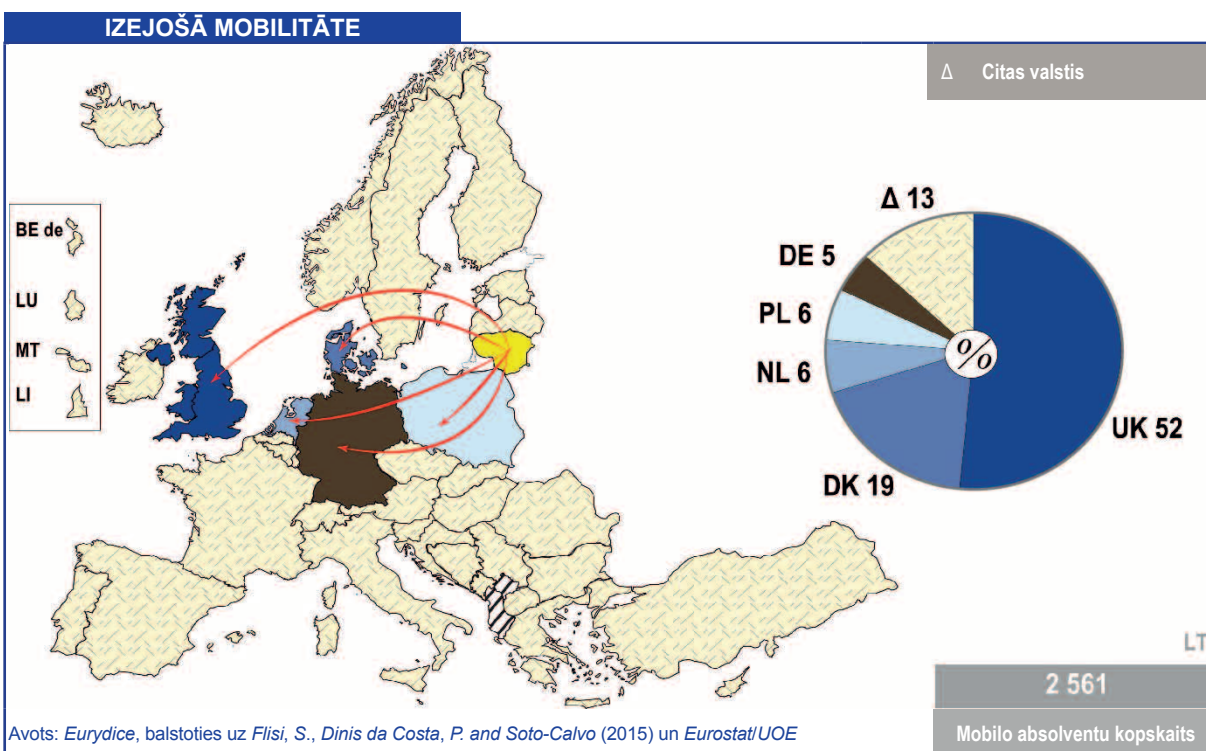 IZEJOŠĀ MOBILITĀTE
Δ Citas valstis
BE de
LU
MT
LI
Δ 13
DE 5
PL 6
NL 6
%
UK 52
DK 19
LT
2 561
Mobilo absolventu kopskaits
Avots: Eurydice, balstoties uz Flisi, S., Dinis da Costa, P. and Soto-Calvo (2015) un Eurostat/UOE